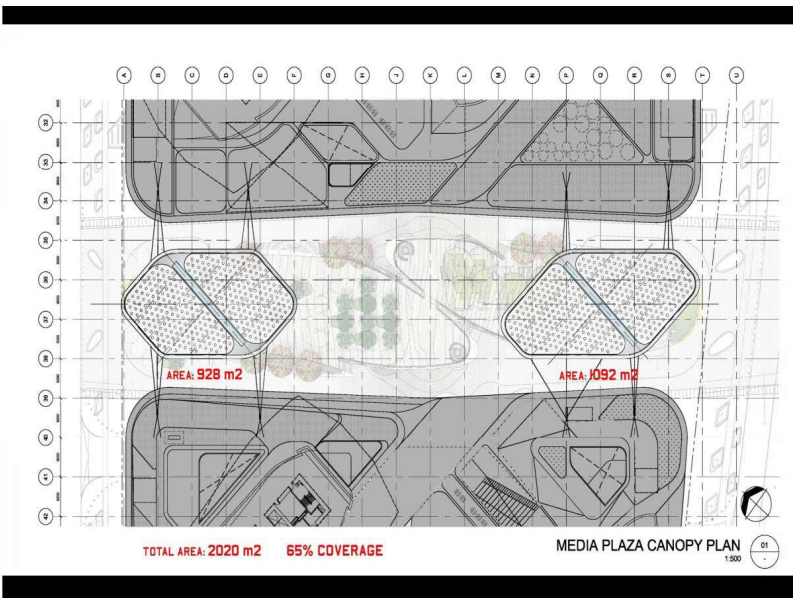 A B C D E F G H J K L M N P Q R S T U
32
33
34
35
36
37
38
39
40
41
42
AREA: 928 m2
AREA: 1092 m2
TOTAL AREA: 2020 m2 65% COVERAGE
MEDIA PLAZA CANOPY PLAN
1:500
01
-